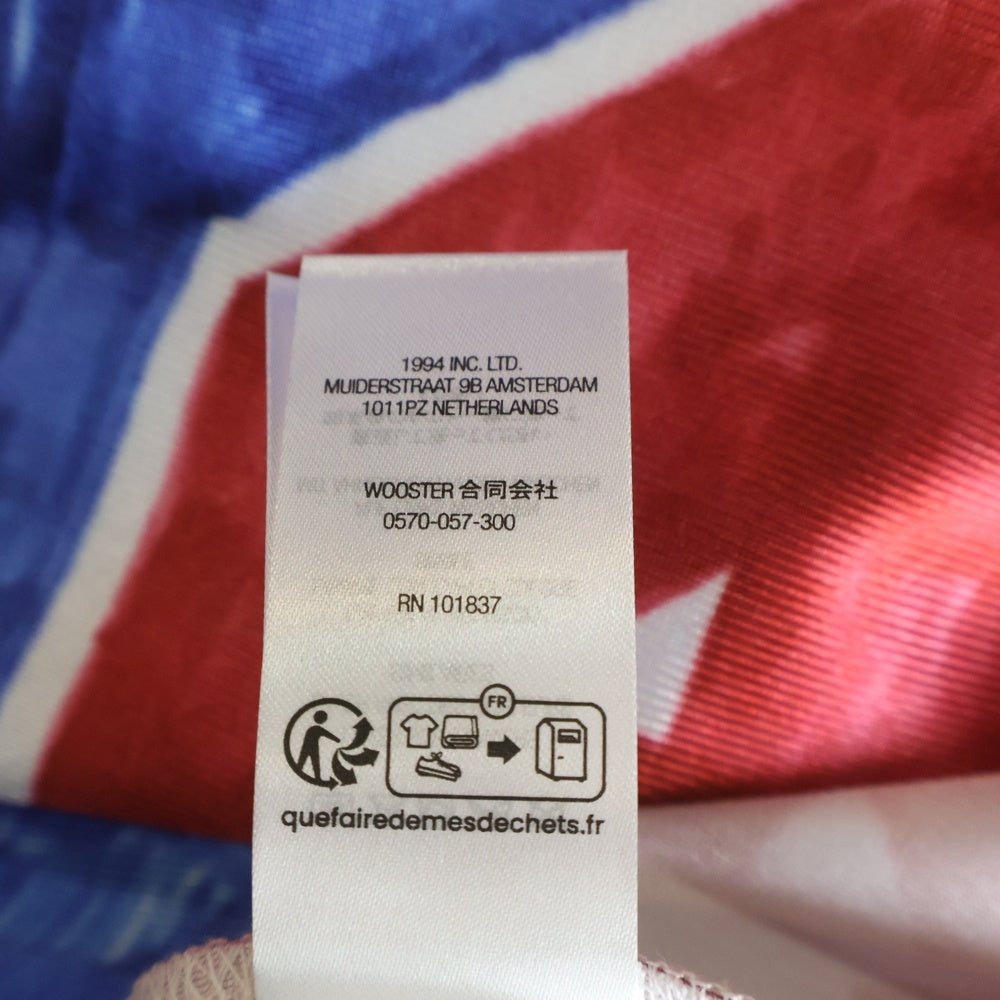 1994 INC. LTD.
MUIDERSTRAAT 9B AMSTERDAM
1011PZ NETHERLANDS
WOOSTER 合同会社
0570-057-300
RN 101837
FR
quefairedemesdechets.fr